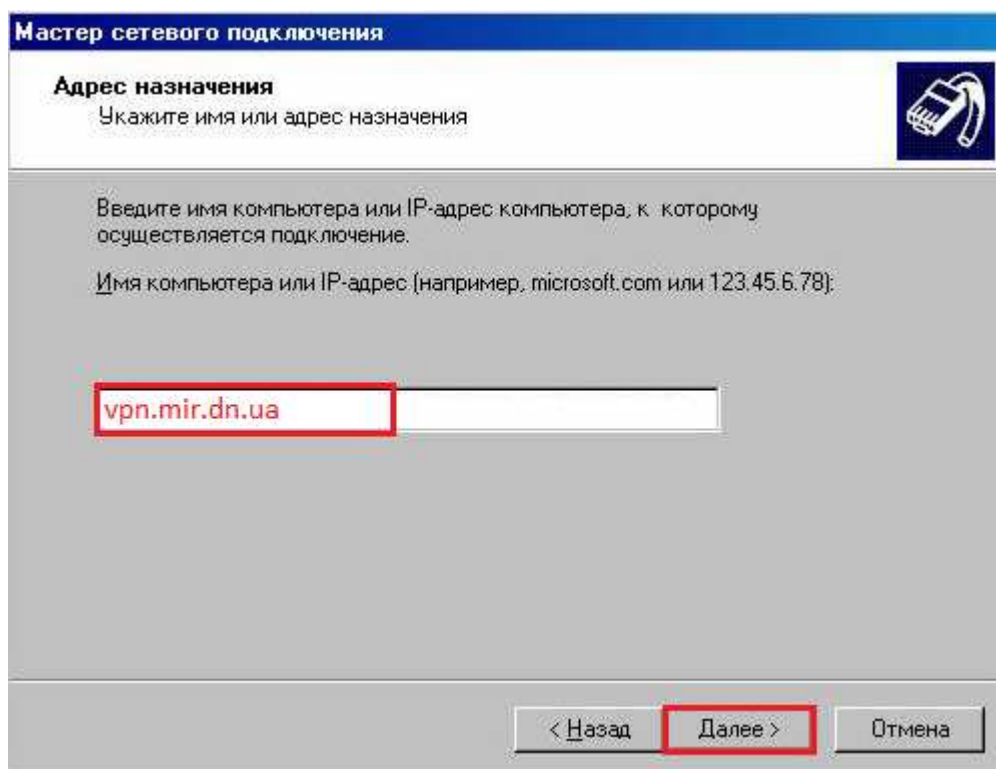 Мастер сетевого подключения
Адрес назначения
Укажите имя или адрес назначения
Введите имя компьютера или IP-адрес компьютера, к которому
осуществляется подключение.
Имя компьютера или IP-адрес (например, microsoft.com или 123.45.6.78):
vpn.mir.dn.ua
< Назад
Далее >
Отмена